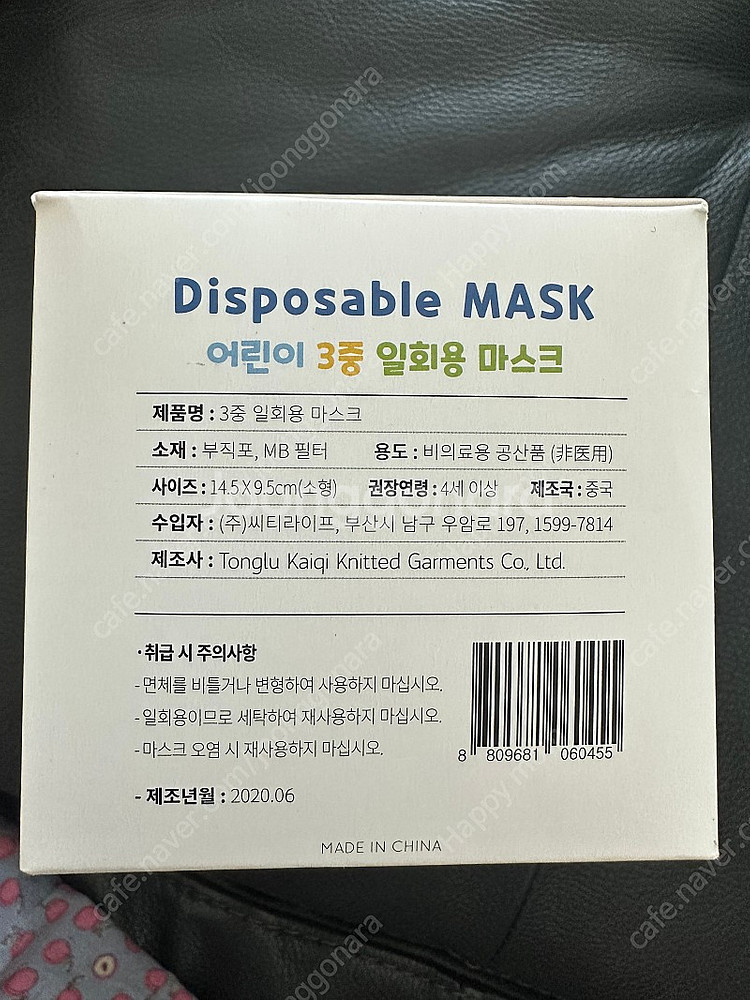 Disposable MASK
어린이 3중 일회용 마스크
제품명 : 3중 일회용 마스크
소재 : 부직포, MB 필터 용도 : 비의료용 공산품 (非医用)
사이즈 : 14.5X9.5cm(소형) 권장연령 : 4세 이상 제조국 : 중국
수입자 : (주)씨티라이프, 부산시 남구 우암로 197, 1599-7814
제조사 : Tonglu Kaiqi Knitted Garments Co., Ltd.
·취급 시 주의사항
-면체를 비틀거나 변형하여 사용하지 마십시오.
-일회용이므로 세탁하여 재사용하지 마십시오.
-마스크 오염 시 재사용하지 마십시오.
8 809681 060455
- 제조년월 : 2020.06
MADE IN CHINA
cafe.naver.com/joonggonara